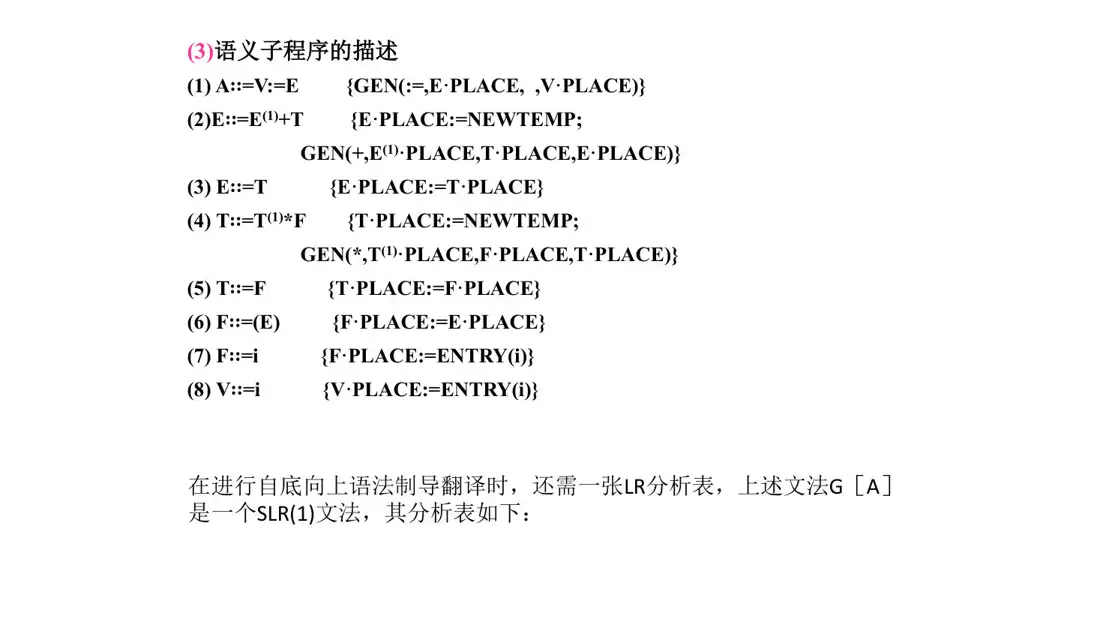 (3)语义子程序的描述
(1) A::=V:=E {GEN(:=,E·PLACE, ,V·PLACE)}
(2)E::=E⁽¹⁾+T {E·PLACE:=NEWTEMP;
GEN(+,E⁽¹⁾·PLACE,T·PLACE,E·PLACE)}
(3) E::=T {E·PLACE:=T·PLACE}
(4) T::=T⁽¹⁾*F {T·PLACE:=NEWTEMP;
GEN(*,T⁽¹⁾·PLACE,F·PLACE,T·PLACE)}
(5) T::=F {T·PLACE:=F·PLACE}
(6) F::=(E) {F·PLACE:=E·PLACE}
(7) F::=i {F·PLACE:=ENTRY(i)}
(8) V::=i {V·PLACE:=ENTRY(i)}
在进行自底向上语法制导翻译时，还需一张LR分析表，上述文法G［A］
是一个SLR(1)文法，其分析表如下：